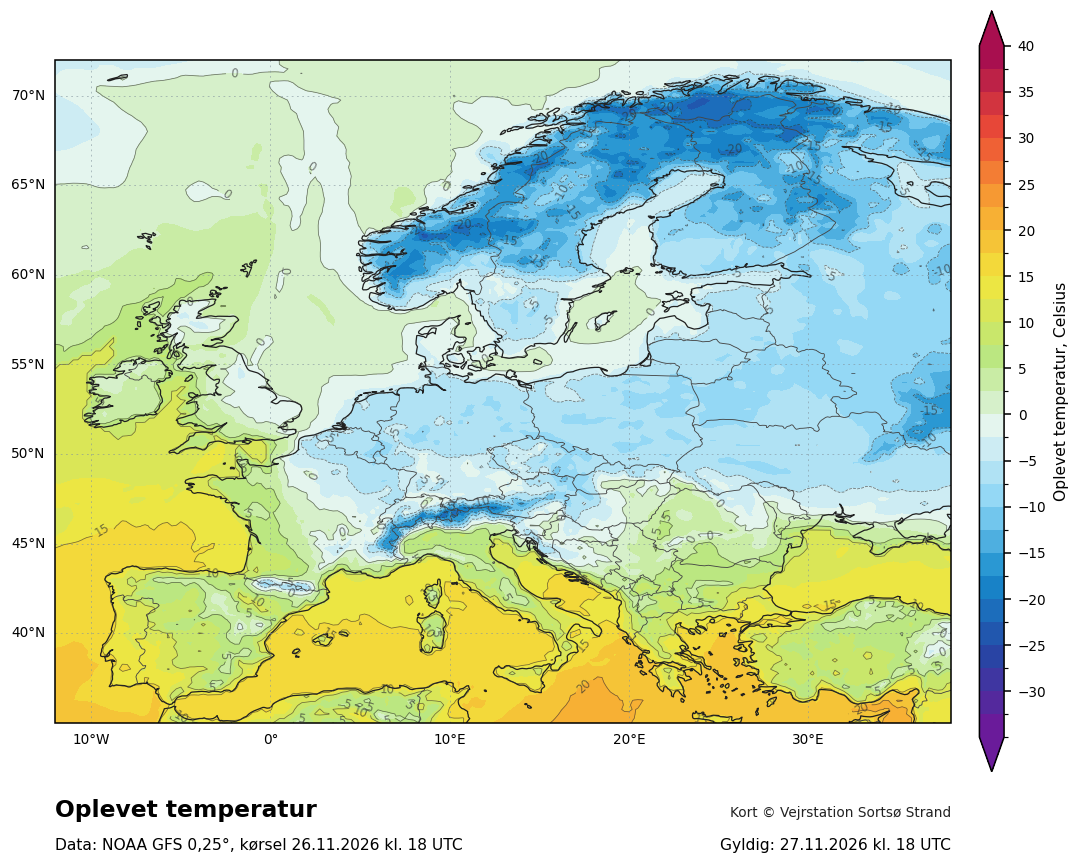 70°N
65°N
60°N
55°N
50°N
45°N
40°N
10°W
0°
10°E
20°E
30°E
40
35
30
25
20
15
10
5
0
−5
−10
−15
−20
−25
−30
Oplevet temperatur, Celsius
Oplevet temperatur
Kort © Vejrstation Sortsø Strand
Data: NOAA GFS 0,25°, kørsel 26.11.2026 kl. 18 UTC
Gyldig: 27.11.2026 kl. 18 UTC